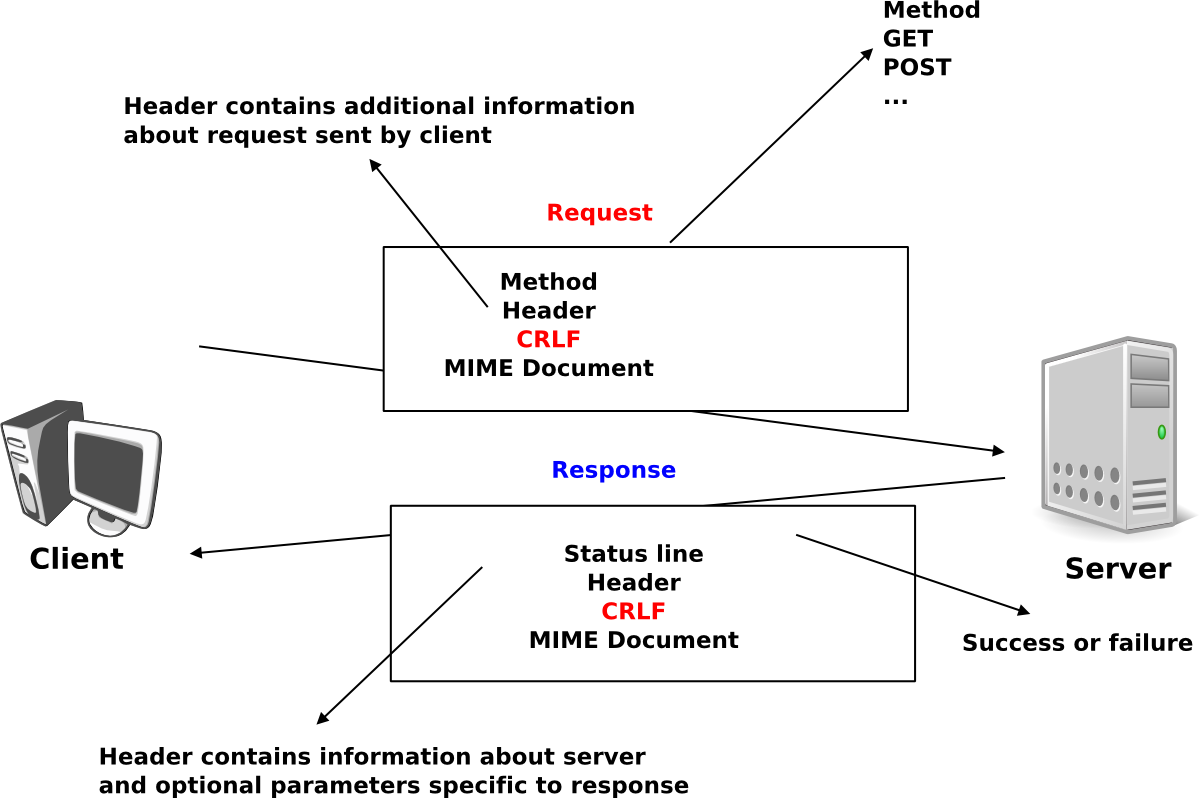 Method
GET
POST
...
Header contains additional information
about request sent by client
Request
Method
Header
CRLF
MIME Document
Response
Client
Server
Status line
Header
CRLF
MIME Document
Success or failure
Header contains information about server
and optional parameters specific to response